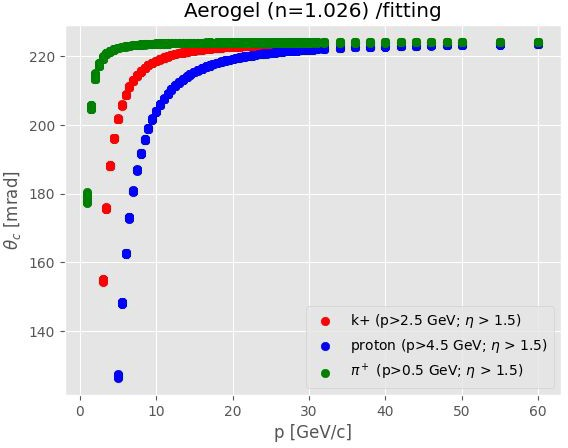 Aerogel (n=1.026) /fitting
θc [mrad]
220
200
180
160
140
k+ (p>2.5 GeV; η > 1.5)
proton (p>4.5 GeV; η > 1.5)
π+ (p>0.5 GeV; η > 1.5)
0 10 20 30 40 50 60
p [GeV/c]